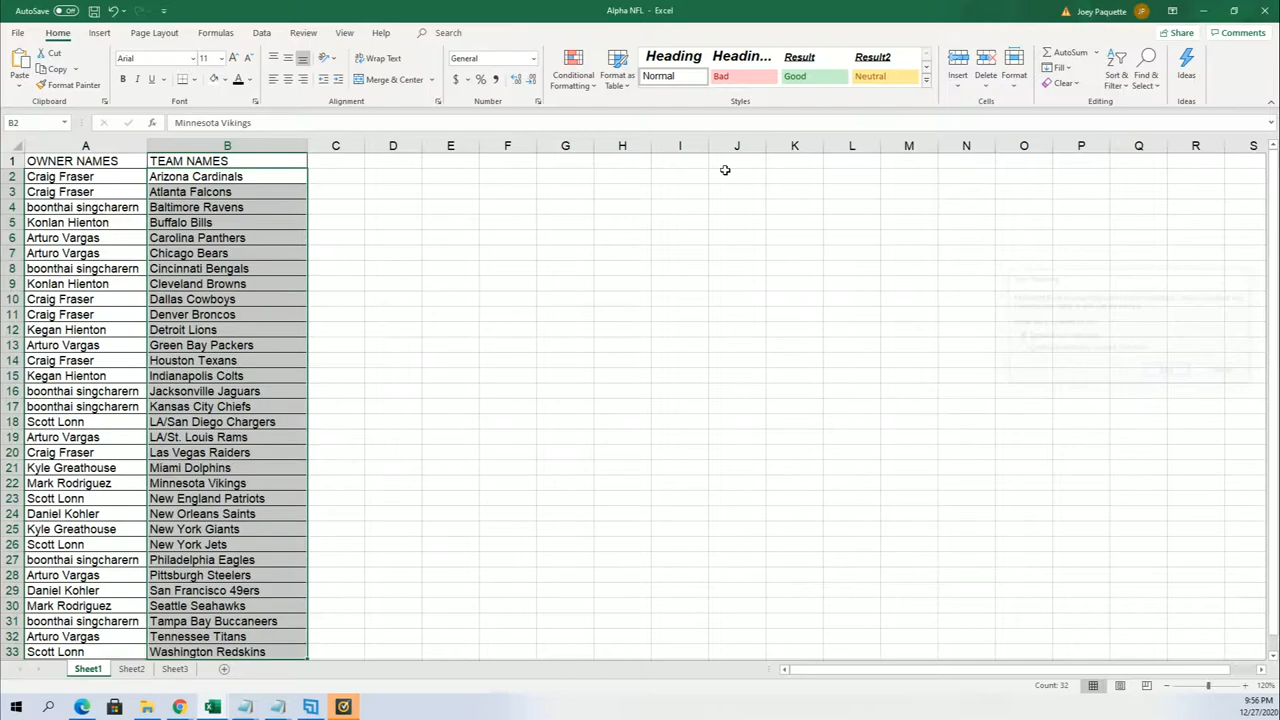 AutoSave Off Alpha NFL - Excel Joey Paquette JP
File Home Insert Page Layout Formulas Data Review View Help Search Share Comments
Paste Cut Copy Format Painter Clipboard
Arial 11 A A B I U A Font
ab Wrap Text Merge & Center Alignment
General $ % Number
Conditional Formatting Format as Table
Heading Headin... Result Result2
Normal Bad Good Neutral
Styles
Insert Delete Format Cells
AutoSum Fill Clear Sort & Filter Find & Select Editing
Ideas Ideas
B2 fx Minnesota Vikings
A B C D E F G H I J K L M N O P Q R S
1 OWNER NAMES TEAM NAMES
2 Craig Fraser Arizona Cardinals
3 Craig Fraser Atlanta Falcons
4 boonthai singcharern Baltimore Ravens
5 Konlan Hienton Buffalo Bills
6 Arturo Vargas Carolina Panthers
7 Arturo Vargas Chicago Bears
8 boonthai singcharern Cincinnati Bengals
9 Konlan Hienton Cleveland Browns
10 Craig Fraser Dallas Cowboys
11 Craig Fraser Denver Broncos
12 Kegan Hienton Detroit Lions
13 Arturo Vargas Green Bay Packers
14 Craig Fraser Houston Texans
15 Kegan Hienton Indianapolis Colts
16 boonthai singcharern Jacksonville Jaguars
17 boonthai singcharern Kansas City Chiefs
18 Scott Lonn LA/San Diego Chargers
19 Arturo Vargas LA/St. Louis Rams
20 Craig Fraser Las Vegas Raiders
21 Kyle Greathouse Miami Dolphins
22 Mark Rodriguez Minnesota Vikings
23 Scott Lonn New England Patriots
24 Daniel Kohler New Orleans Saints
25 Kyle Greathouse New York Giants
26 Scott Lonn New York Jets
27 boonthai singcharern Philadelphia Eagles
28 Arturo Vargas Pittsburgh Steelers
29 Daniel Kohler San Francisco 49ers
30 Mark Rodriguez Seattle Seahawks
31 boonthai singcharern Tampa Bay Buccaneers
32 Arturo Vargas Tennessee Titans
33 Scott Lonn Washington Redskins
Sheet1 Sheet2 Sheet3
Count: 32 120%
9:56 PM
12/27/2020